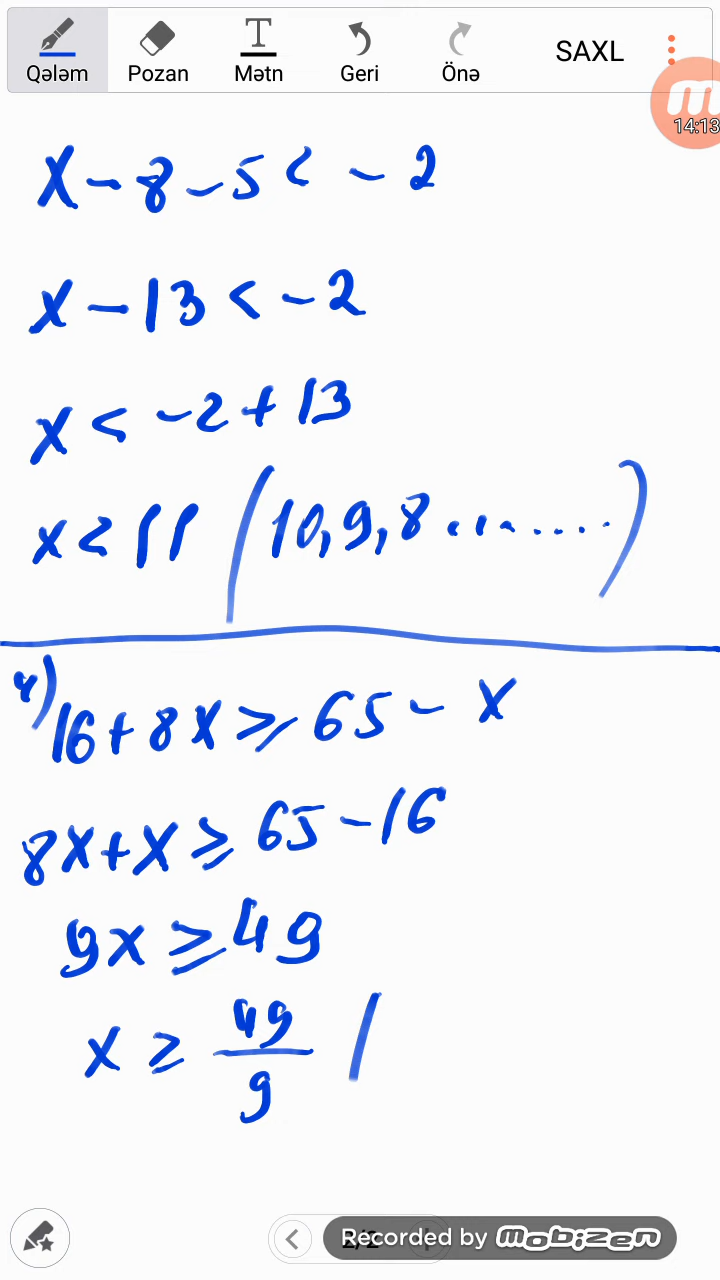 Qələm Pozan Mətn Geri Önə SAXL
14:13
x - 8 - 5 < - 2
x - 13 < - 2
x < - 2 + 13
x < 11 (10, 9, 8 . . . . . . . .)
4) 16 + 8x ≥ 65 - x
8x + x ≥ 65 - 16
9x ≥ 49
x ≥ 49/9 (
2/2
Recorded by mobizen